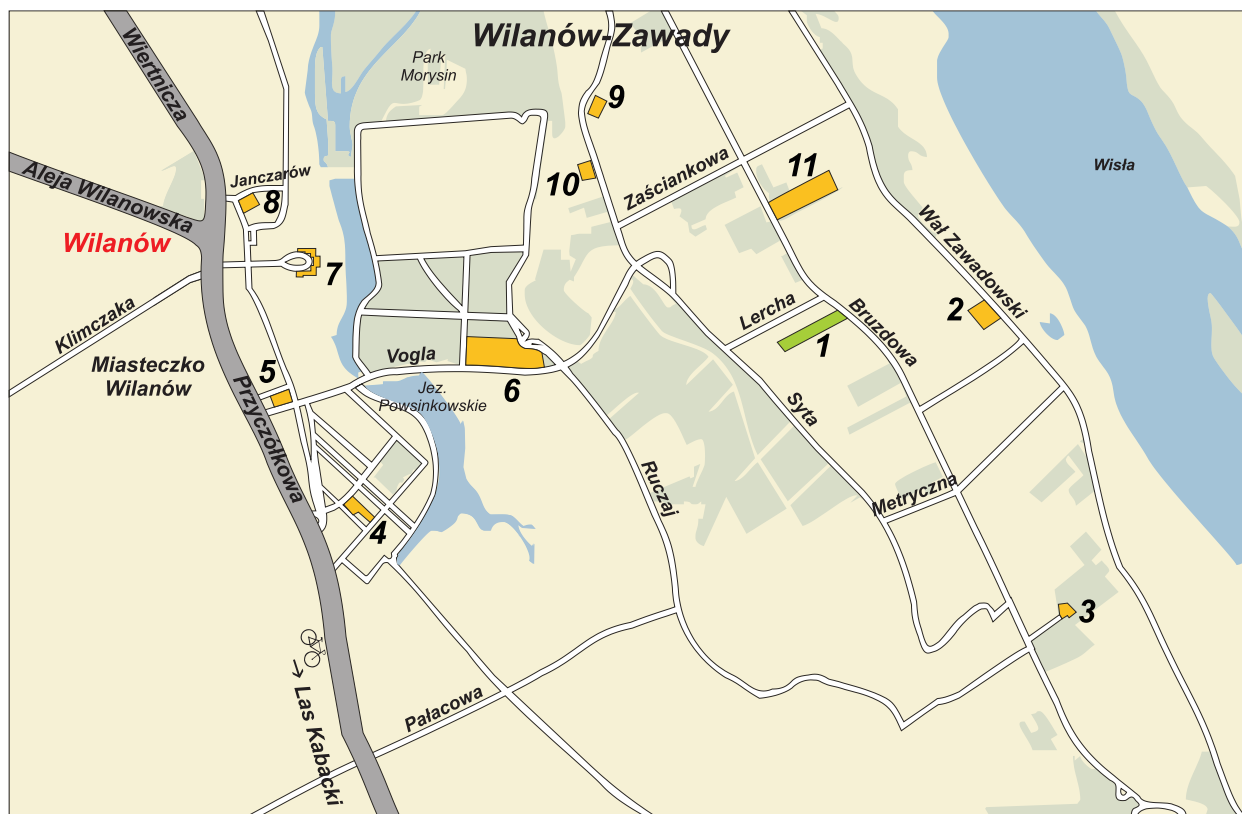 Wilanów-Zawady
Park
Morysin
Wiertnicza
9
Wisła
Aleja Wilanowska
Janczarów
8
10
Zaściankowa
11
Wilanów
7
Wał Zawadowski
Klimczaka
Lercha
Bruzdowa
2
1
Miasteczko
Wilanów
5
Vogla
6
Jez.
Powsinkowskie
Przyczółkowa
Syta
Ruczaj
Metryczna
4
3
→ Las Kabacki
Pałacowa